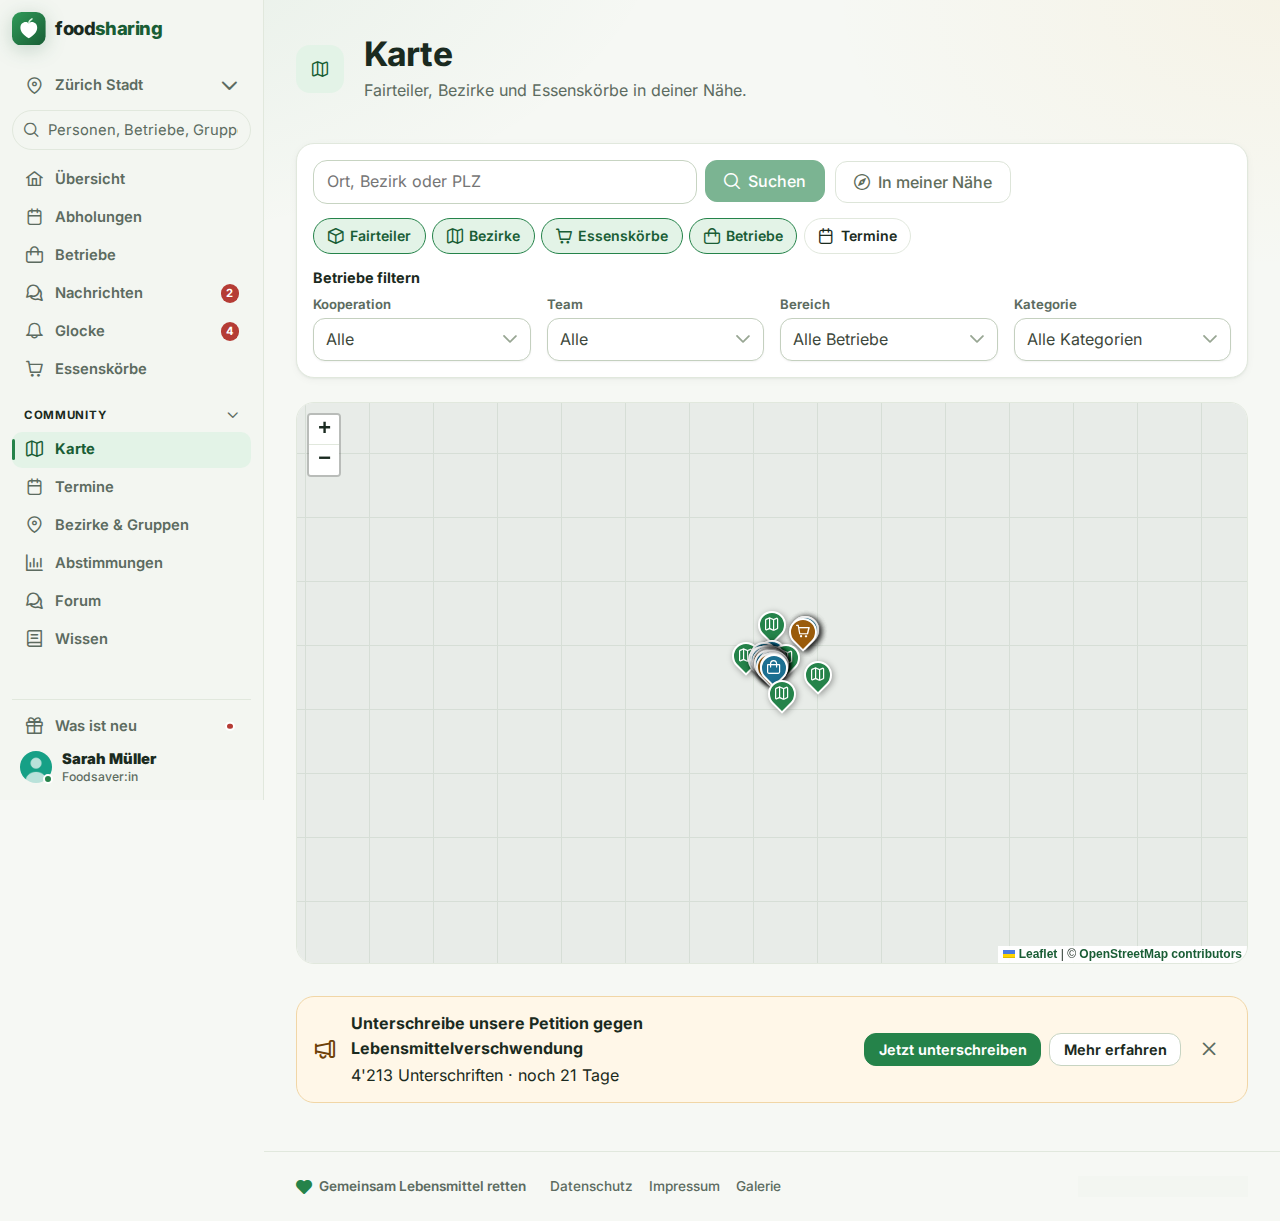 foodsharing
Zürich Stadt
Personen, Betriebe, Grupp
Übersicht
Abholungen
Betriebe
Nachrichten 2
Glocke 4
Essenskörbe
COMMUNITY
Karte
Termine
Bezirke & Gruppen
Abstimmungen
Forum
Wissen
Was ist neu
Sarah Müller
Foodsaver:in
Karte
Fairteiler, Bezirke und Essenskörbe in deiner Nähe.
Ort, Bezirk oder PLZ Suchen In meiner Nähe
Fairteiler Bezirke Essenskörbe Betriebe Termine
Betriebe filtern
Kooperation Team Bereich Kategorie
Alle Alle Alle Betriebe Alle Kategorien
+
−
Leaflet | © OpenStreetMap contributors
Unterschreibe unsere Petition gegen
Lebensmittelverschwendung
4'213 Unterschriften · noch 21 Tage
Jetzt unterschreiben Mehr erfahren
Gemeinsam Lebensmittel retten Datenschutz Impressum Galerie